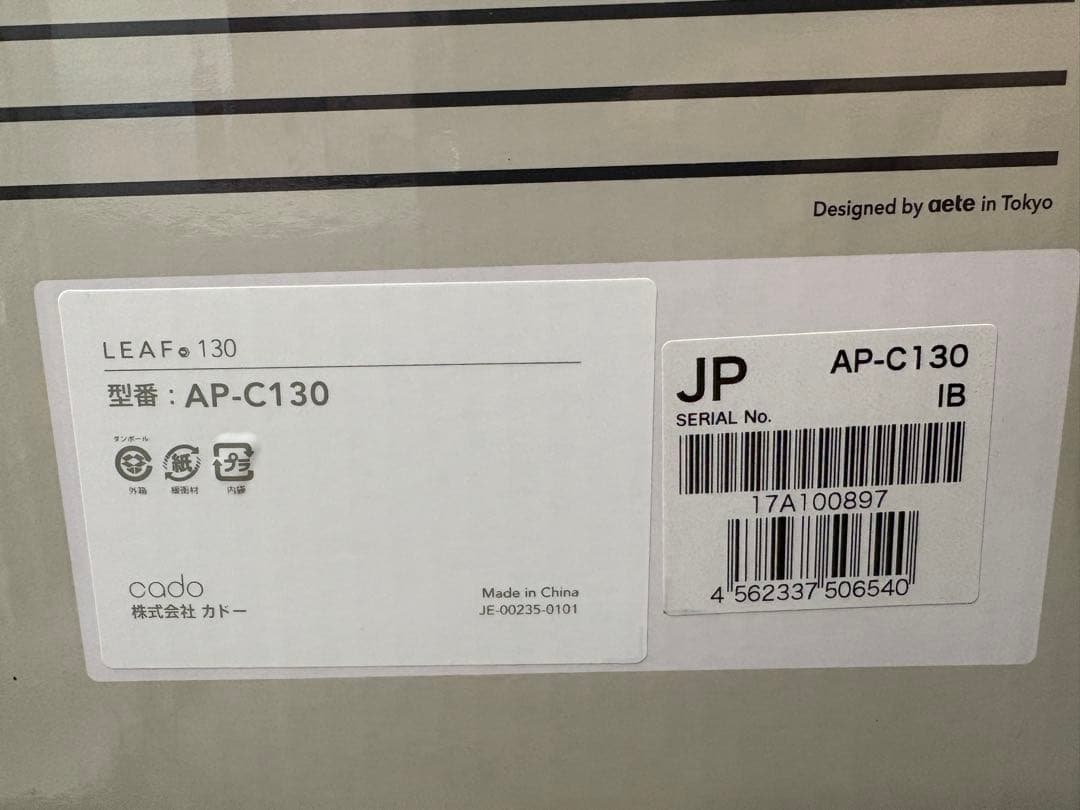 Designed by aete in Tokyo
LEAF 130
型番：AP-C130
ダンボール
紙
プラ
外箱
緩衝材
内袋
cado
株式会社 カドー
Made in China
JE-00235-0101
JP
AP-C130
IB
SERIAL No.
17A100897
4 562337 506540